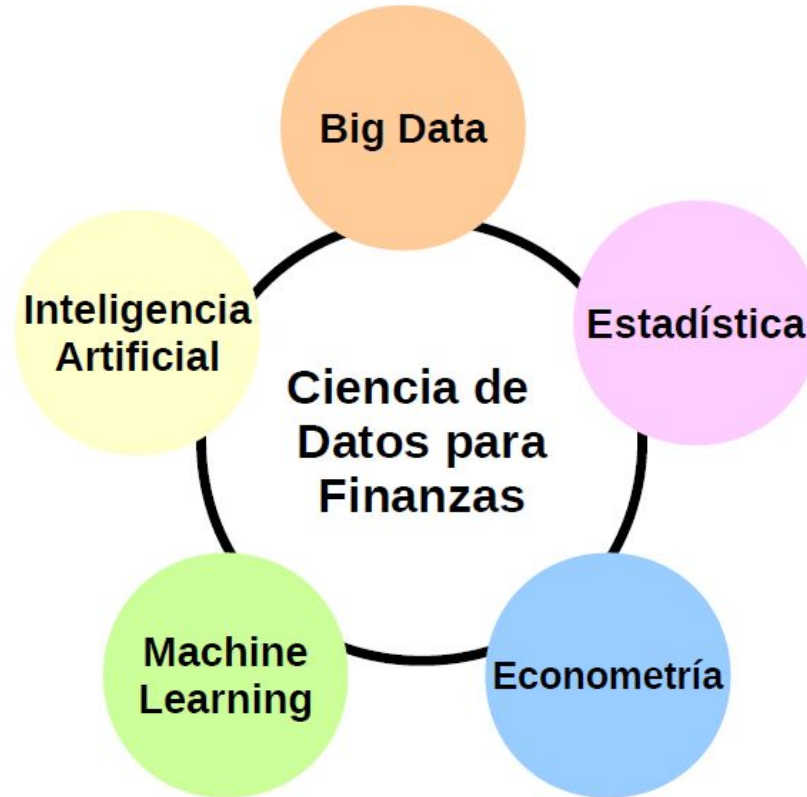 Big Data
Inteligencia
Artificial
Estadística
Ciencia de
Datos para
Finanzas
Machine
Learning
Econometría